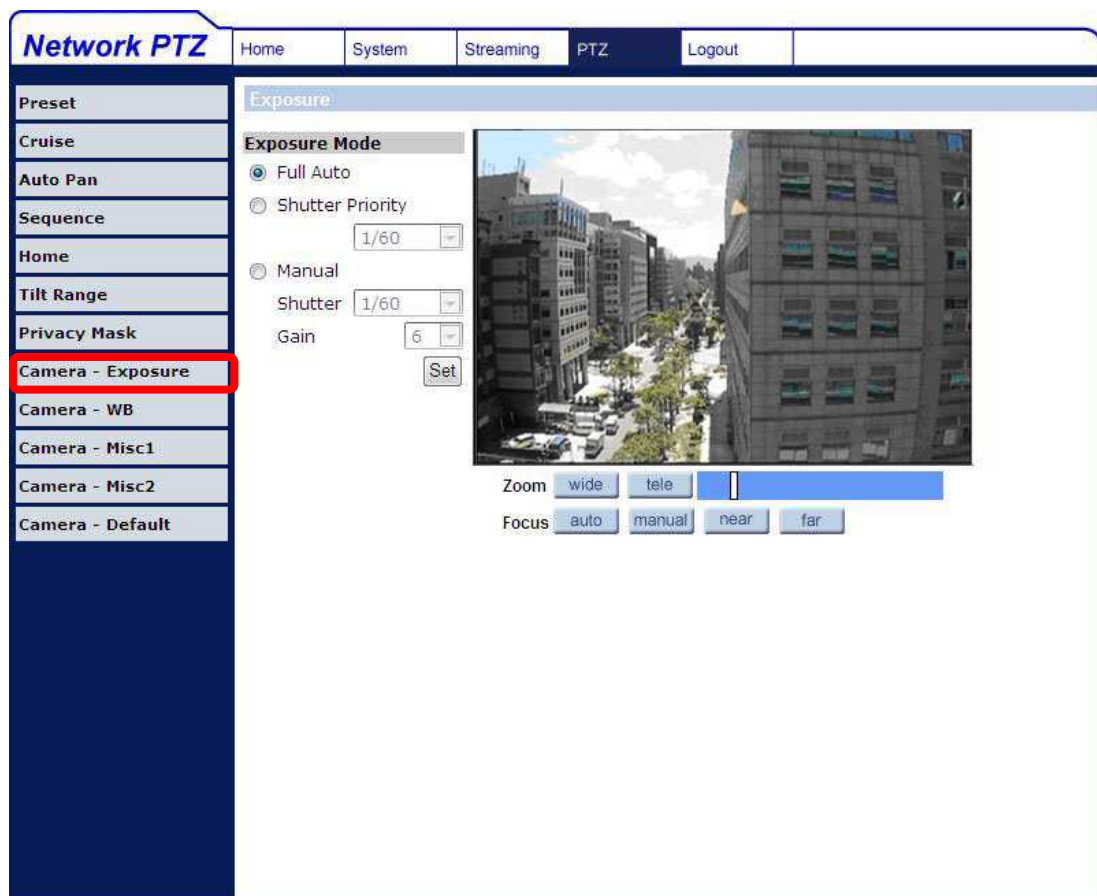 Network PTZ
Home System Streaming PTZ Logout
Preset
Cruise
Auto Pan
Sequence
Home
Tilt Range
Privacy Mask
Camera - Exposure
Camera - WB
Camera - Misc1
Camera - Misc2
Camera - Default
Exposure
Exposure Mode
Full Auto
Shutter Priority
1/60
Manual
Shutter 1/60
Gain 6
Set
Zoom wide tele
Focus auto manual near far